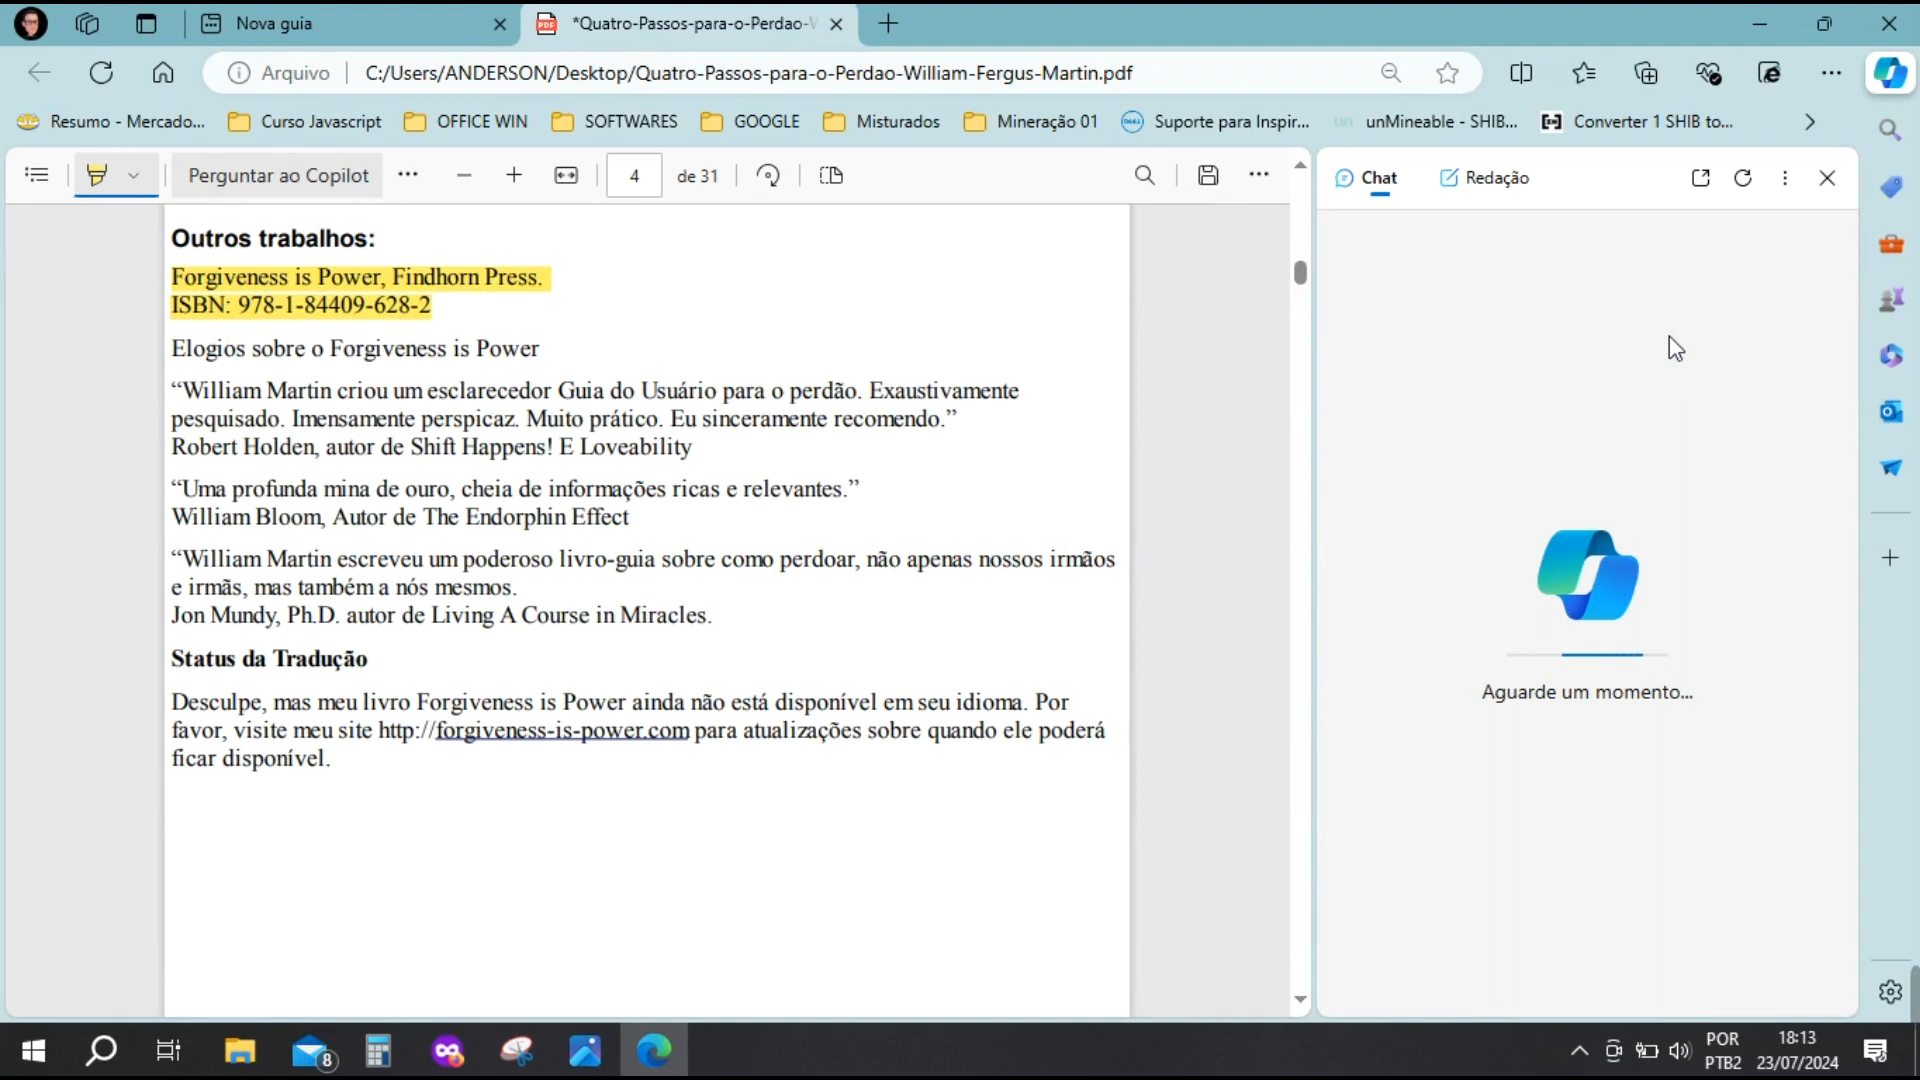 Nova guia
*Quatro-Passos-para-o-Perdao-W
Arquivo
C:/Users/ANDERSON/Desktop/Quatro-Passos-para-o-Perdao-William-Fergus-Martin.pdf
Resumo - Mercado...
Curso Javascript
OFFICE WIN
SOFTWARES
GOOGLE
Misturados
Mineração 01
Suporte para Inspir...
unMineable - SHIB...
Converter 1 SHIB to...
Perguntar ao Copilot
4
de 31
Chat
Redação
Outros trabalhos:
Forgiveness is Power, Findhorn Press.
ISBN: 978-1-84409-628-2
Elogios sobre o Forgiveness is Power
“William Martin criou um esclarecedor Guia do Usuário para o perdão. Exaustivamente
pesquisado. Imensamente perspicaz. Muito prático. Eu sinceramente recomendo.”
Robert Holden, autor de Shift Happens! E Loveability
“Uma profunda mina de ouro, cheia de informações ricas e relevantes.”
William Bloom, Autor de The Endorphin Effect
“William Martin escreveu um poderoso livro-guia sobre como perdoar, não apenas nossos irmãos
e irmãs, mas também a nós mesmos.
Jon Mundy, Ph.D. autor de Living A Course in Miracles.
Status da Tradução
Desculpe, mas meu livro Forgiveness is Power ainda não está disponível em seu idioma. Por
favor, visite meu site http://forgiveness-is-power.com para atualizações sobre quando ele poderá
ficar disponível.
Aguarde um momento...
8
POR
PTB2
18:13
23/07/2024